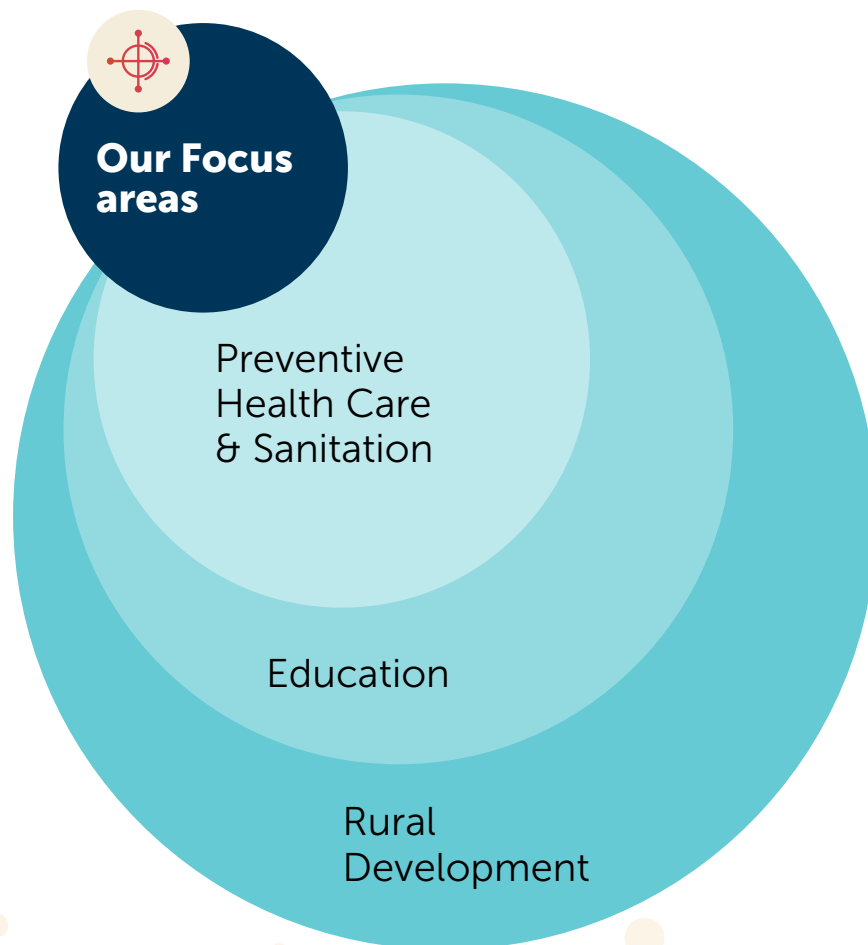 Our Focus
areas
Preventive
Health Care
& Sanitation
Education
Rural
Development